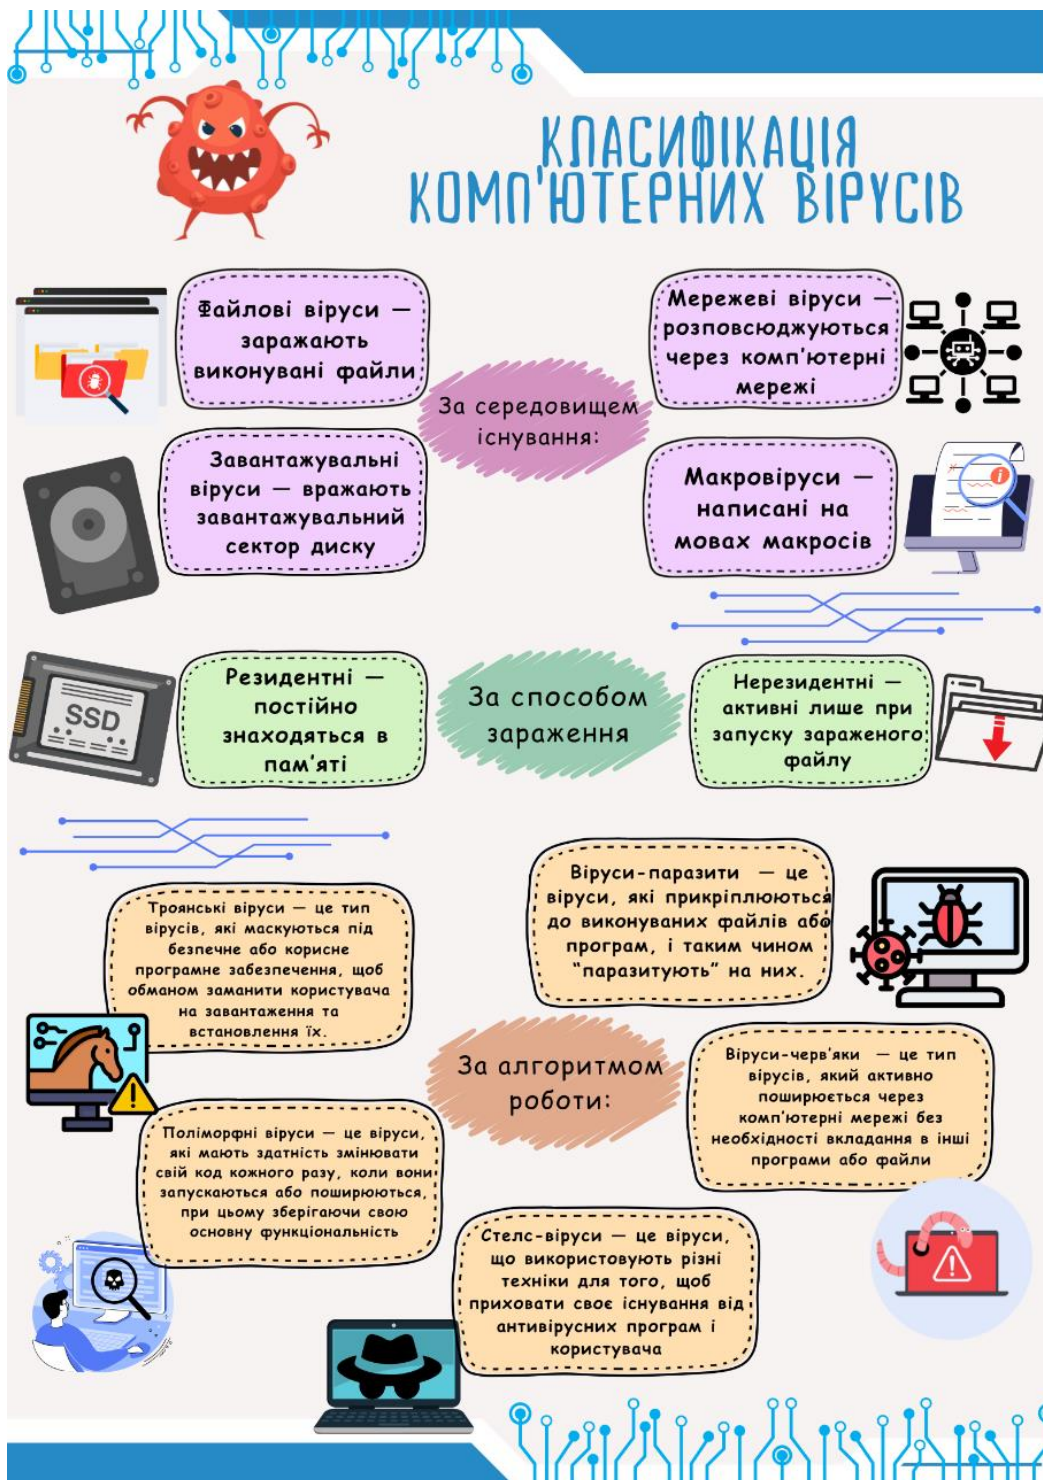 КЛАСИФІКАЦІЯ
КОМП'ЮТЕРНИХ ВІРУСІВ
Файлові віруси —
заражають
виконувані файли
Мережеві віруси —
розповсюджуються
через комп'ютерні
мережі
За середовищем
існування:
Завантажувальні
віруси — вражають
завантажувальний
сектор диску
Макровіруси —
написані на
мовах макросів
SSD
Резидентні —
постійно
знаходяться в
пам'яті
За способом
зараження
Нерезидентні —
активні лише при
запуску зараженого
файлу
Віруси-паразити — це
віруси, які прикріплюються
до виконуваних файлів або
програм, і таким чином
“паразитують” на них.
Троянські віруси — це тип
вірусів, які маскуються під
безпечне або корисне
програмне забезпечення, щоб
обманом заманити користувача
на завантаження та
встановлення їх.
За алгоритмом
роботи:
Віруси-черв'яки — це тип
вірусів, який активно
поширюється через
комп'ютерні мережі без
необхідності вкладання в інші
програми або файли
Поліморфні віруси — це віруси,
які мають здатність змінювати
свій код кожного разу, коли вони
запускаються або поширюються,
при цьому зберігаючи свою
основну функціональність
Стелс-віруси — це віруси,
що використовують різні
техніки для того, щоб
приховати своє існування від
антивірусних програм і
користувача